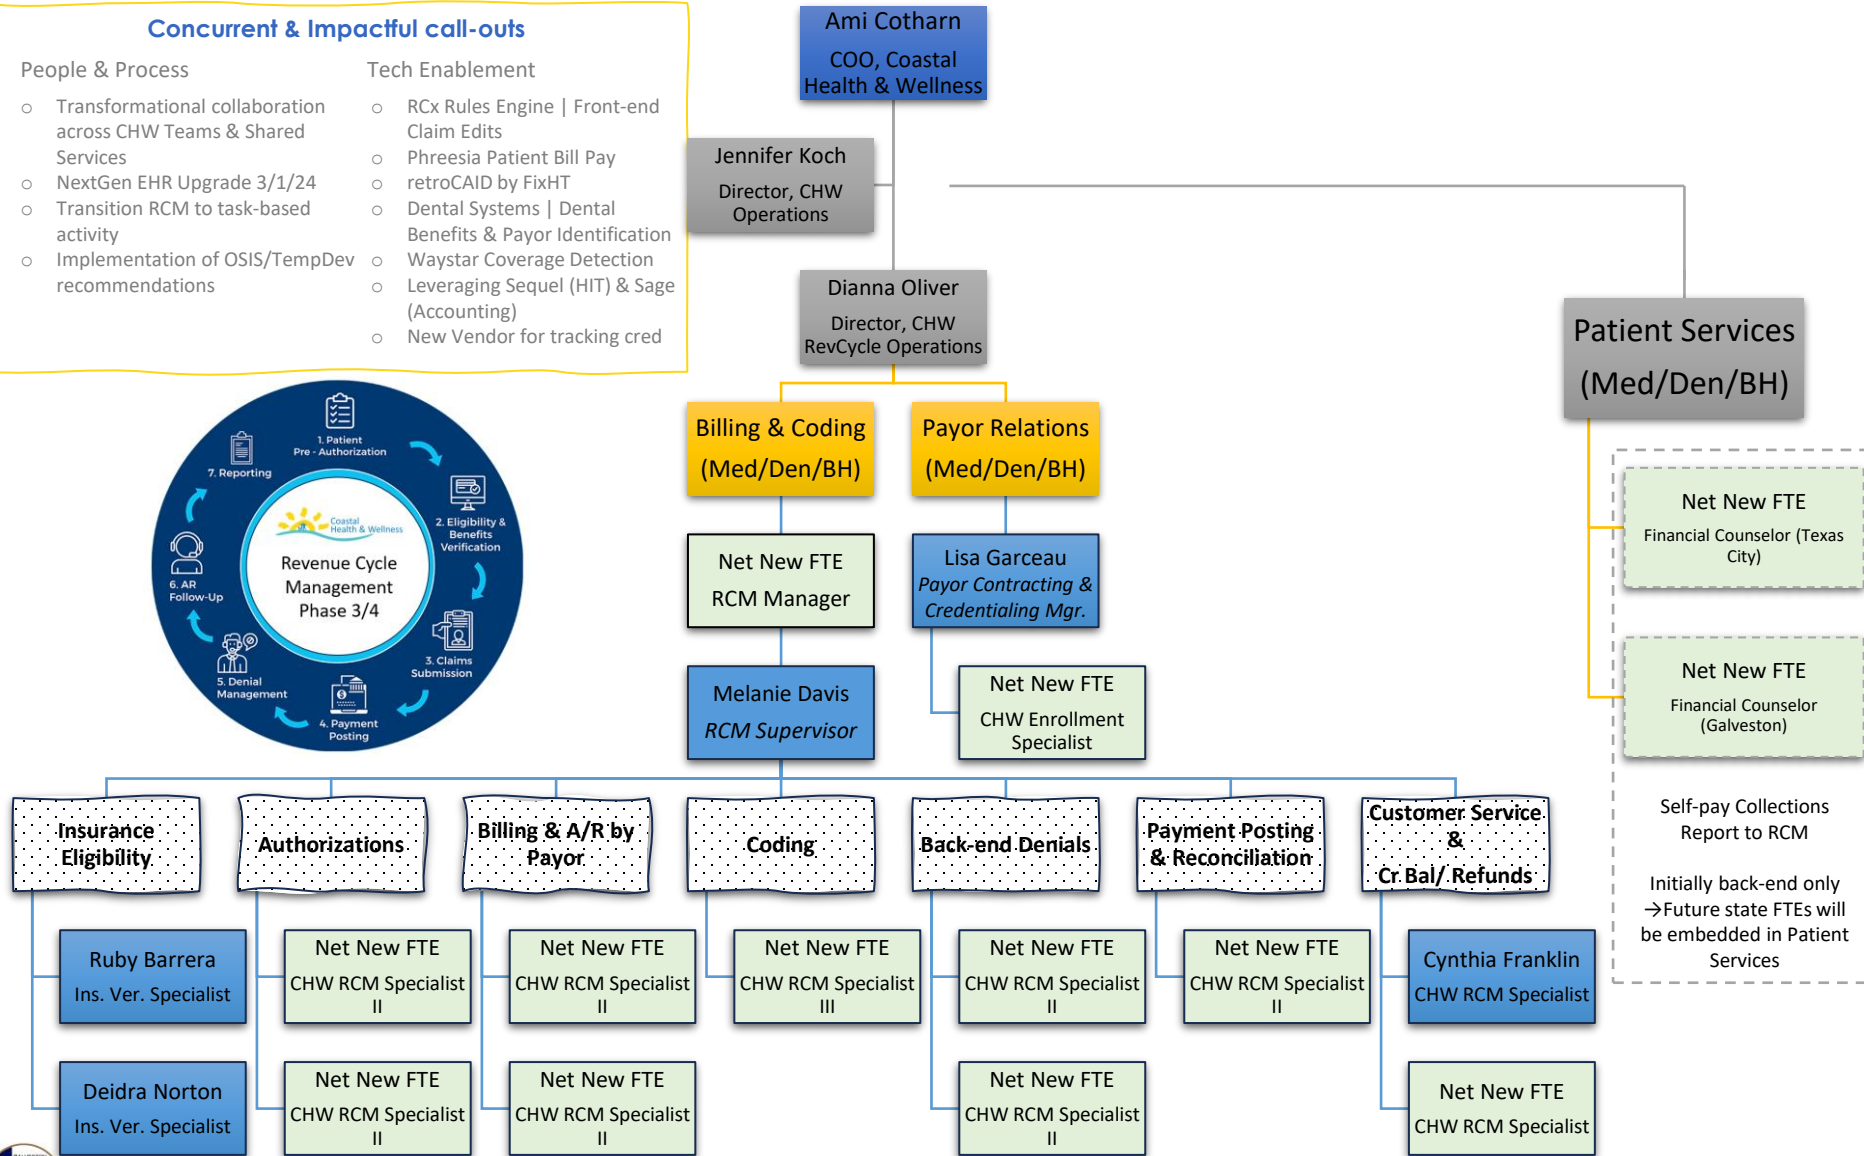 Concurrent & Impactful call-outs
People & Process
o Transformational collaboration
across CHW Teams & Shared
Services
o NextGen EHR Upgrade 3/1/24
o Transition RCM to task-based
activity
o Implementation of OSIS/TempDev
recommendations
Tech Enablement
o RCx Rules Engine | Front-end
Claim Edits
o Phreesia Patient Bill Pay
o retroCAID by FixHT
o Dental Systems | Dental
Benefits & Payor Identification
o Waystar Coverage Detection
o Leveraging Sequel (HIT) & Sage
(Accounting)
o New Vendor for tracking cred
Ami Cotharn
COO, Coastal
Health & Wellness
Jennifer Koch
Director, CHW
Operations
Dianna Oliver
Director, CHW
RevCycle Operations
Patient Services
(Med/Den/BH)
Billing & Coding
(Med/Den/BH)
Payor Relations
(Med/Den/BH)
Net New FTE
RCM Manager
Lisa Garceau
Payor Contracting &
Credentialing Mgr.
Melanie Davis
RCM Supervisor
Net New FTE
CHW Enrollment
Specialist
Net New FTE
Financial Counselor (Texas
City)
Net New FTE
Financial Counselor
(Galveston)
Self-pay Collections
Report to RCM
Initially back-end only
→Future state FTEs will
be embedded in Patient
Services
1. Patient
Pre - Authorization
2. Eligibility &
Benefits
Verification
3. Claims
Submission
4. Payment
Posting
5. Denial
Management
6. AR
Follow-Up
7. Reporting
Coastal
Health & Wellness
Revenue Cycle
Management
Phase 3/4
Insurance
Eligibility
Authorizations
Billing & A/R by
Payor
Coding
Back-end Denials
Payment Posting
& Reconciliation
Customer Service
&
Cr Bal/ Refunds
Ruby Barrera
Ins. Ver. Specialist
Net New FTE
CHW RCM Specialist
II
Net New FTE
CHW RCM Specialist
II
Net New FTE
CHW RCM Specialist
III
Net New FTE
CHW RCM Specialist
II
Net New FTE
CHW RCM Specialist
II
Cynthia Franklin
CHW RCM Specialist
Deidra Norton
Ins. Ver. Specialist
Net New FTE
CHW RCM Specialist
II
Net New FTE
CHW RCM Specialist
II
Net New FTE
CHW RCM Specialist
II
Net New FTE
CHW RCM Specialist